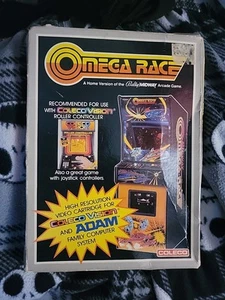 OMEGA RACE
A Home Version of the Bally MIDWAY Arcade Game.
RECOMMENDED FOR USE
WITH COLECOVISION
ROLLER CONTROLLER
Also a great game
with joystick controllers
HIGH RESOLUTION
VIDEO CARTRIDGE FOR
COLECOVISION
AND ADAM
FAMILY COMPUTER
SYSTEM
COLECO